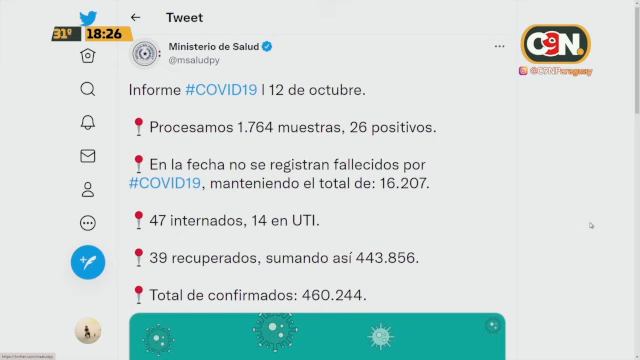 31º 18:26
Tweet
C9N.
@C9NParaguay
Ministerio de Salud
@msaludpy
Informe #COVID19 | 12 de octubre.
Procesamos 1.764 muestras, 26 positivos.
En la fecha no se registran fallecidos por
#COVID19, manteniendo el total de: 16.207.
47 internados, 14 en UTI.
39 recuperados, sumando así 443.856.
Total de confirmados: 460.244.